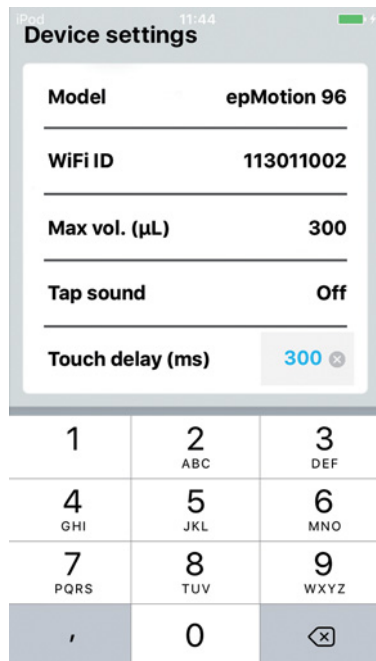 iPod 11:44
Device settings
Model epMotion 96
WiFi ID 113011002
Max vol. (µL) 300
Tap sound Off
Touch delay (ms) 300
1 2 3
ABC DEF
4 5 6
GHI JKL MNO
7 8 9
PQRS TUV WXYZ
, 0